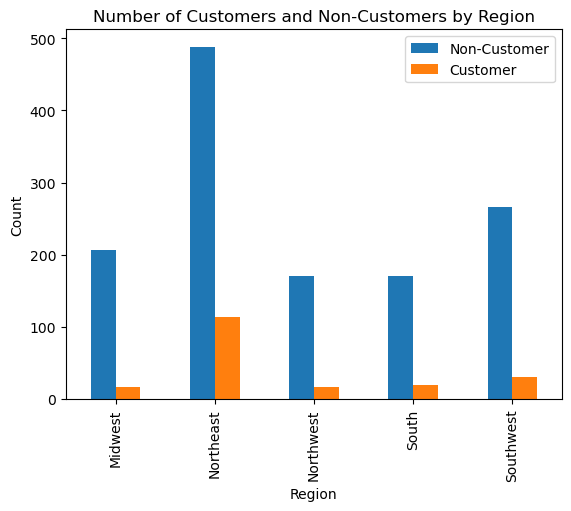 Number of Customers and Non-Customers by Region
Non-Customer
Customer
500
400
300
200
100
0
Count
Midwest
Northeast
Northwest
South
Southwest
Region